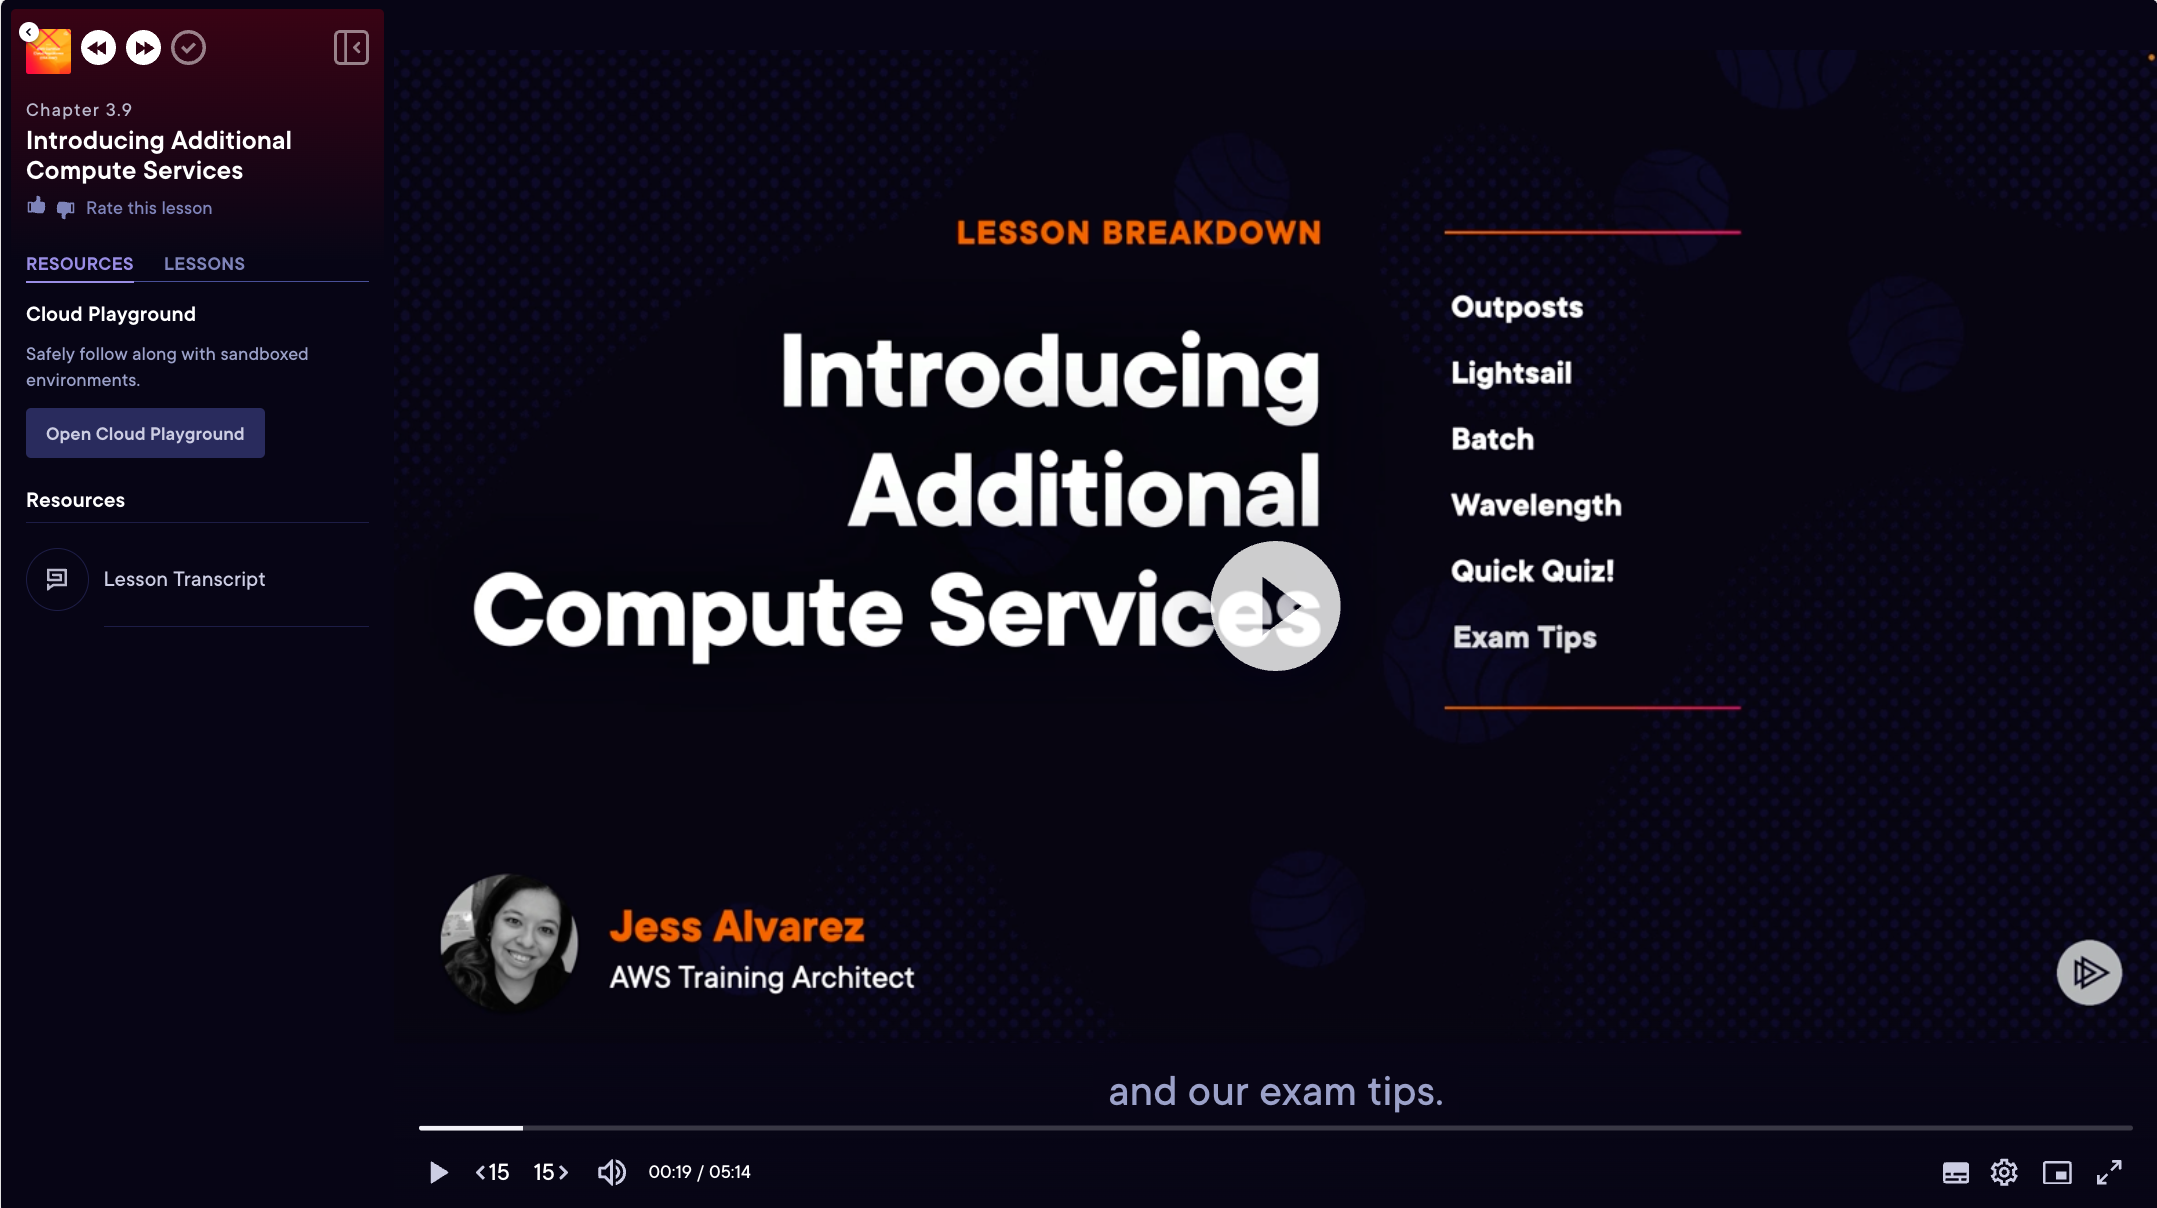 Chapter 3.9
Introducing Additional
Compute Services
Rate this lesson
RESOURCES LESSONS
Cloud Playground
Safely follow along with sandboxed
environments.
Open Cloud Playground
Resources
Lesson Transcript
LESSON BREAKDOWN
Introducing
Additional
Compute Services
Outposts
Lightsail
Batch
Wavelength
Quick Quiz!
Exam Tips
Jess Alvarez
AWS Training Architect
and our exam tips.
<15 15> 00:19 / 05:14